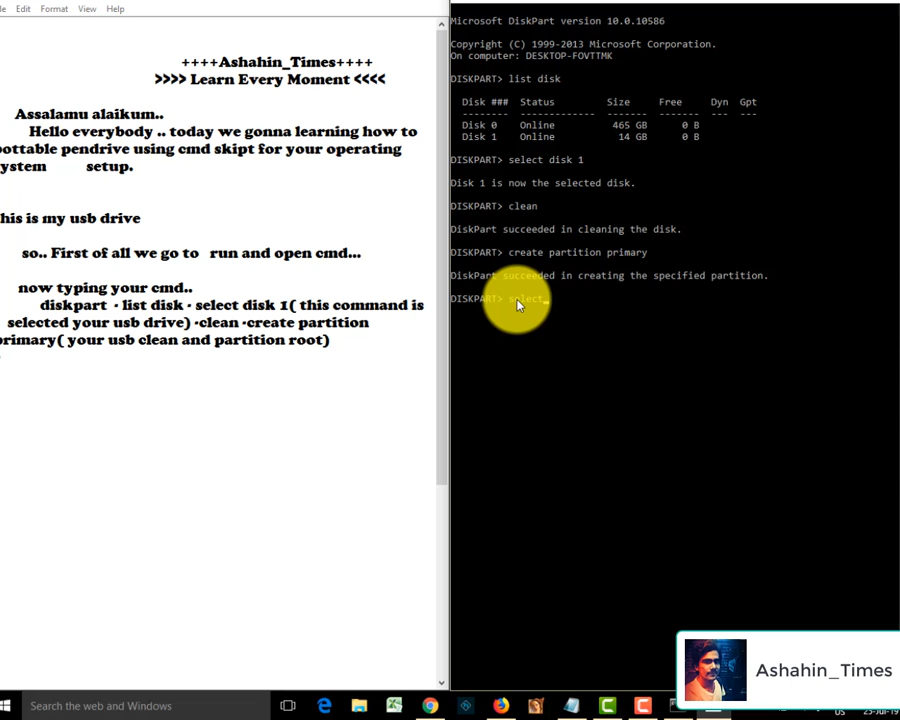 Edit Format View Help
++++Ashahin_Times++++
>>>> Learn Every Moment <<<<
Assalamu alaikum..
Hello everybody .. today we gonna learning how to
bottable pendrive using cmd skipt for your operating
ystem setup.
his is my usb drive
so.. First of all we go to run and open cmd...
now typing your cmd..
diskpart - list disk - select disk 1( this command is
selected your usb drive) -clean -create partition
primary( your usb clean and partition root)
Microsoft DiskPart version 10.0.10586
Copyright (C) 1999-2013 Microsoft Corporation.
On computer: DESKTOP-FOVTTMK
DISKPART> list disk
Disk ### Status Size Free Dyn Gpt
-------- ------------- ------- ------- --- ---
Disk 0 Online 465 GB 0 B
Disk 1 Online 14 GB 0 B
DISKPART> select disk 1
Disk 1 is now the selected disk.
DISKPART> clean
DiskPart succeeded in cleaning the disk.
DISKPART> create partition primary
DiskPart succeeded in creating the specified partition.
DISKPART> select_
Ashahin_Times
Search the web and Windows